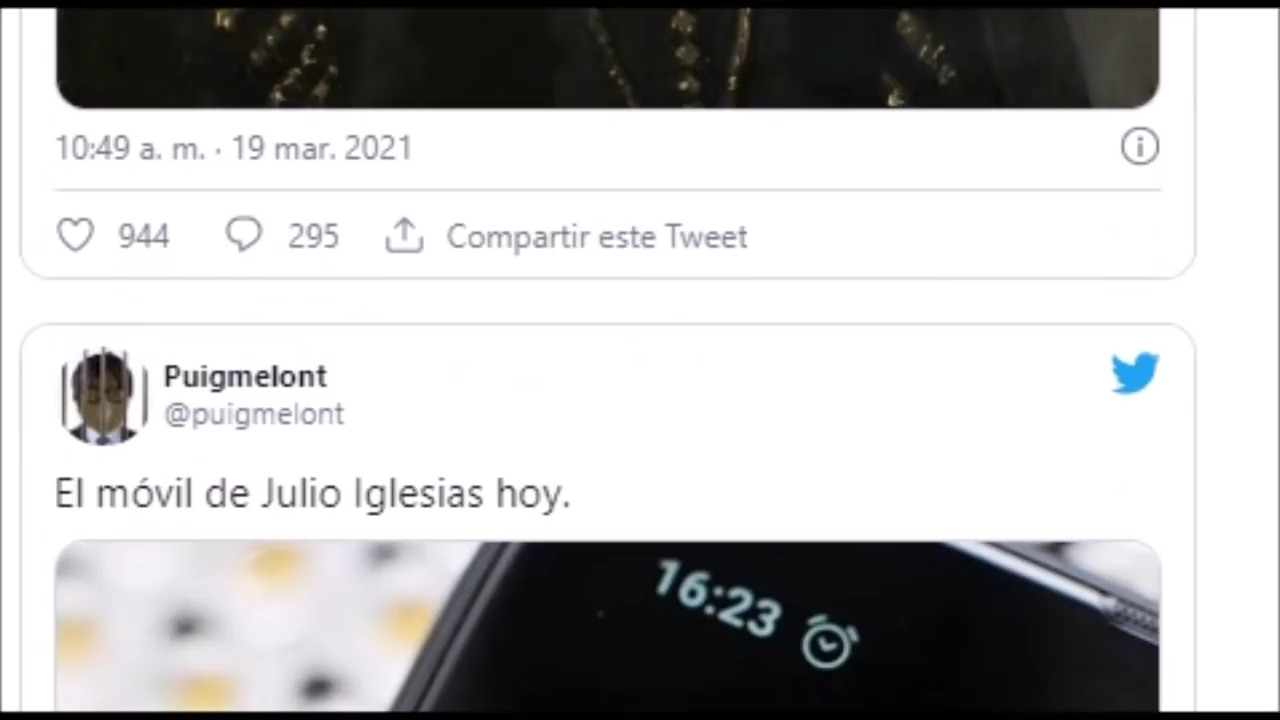 10:49 a. m. · 19 mar. 2021
944 295 Compartir este Tweet
Puigmelont
@puigmelont
El móvil de Julio Iglesias hoy.
16:23